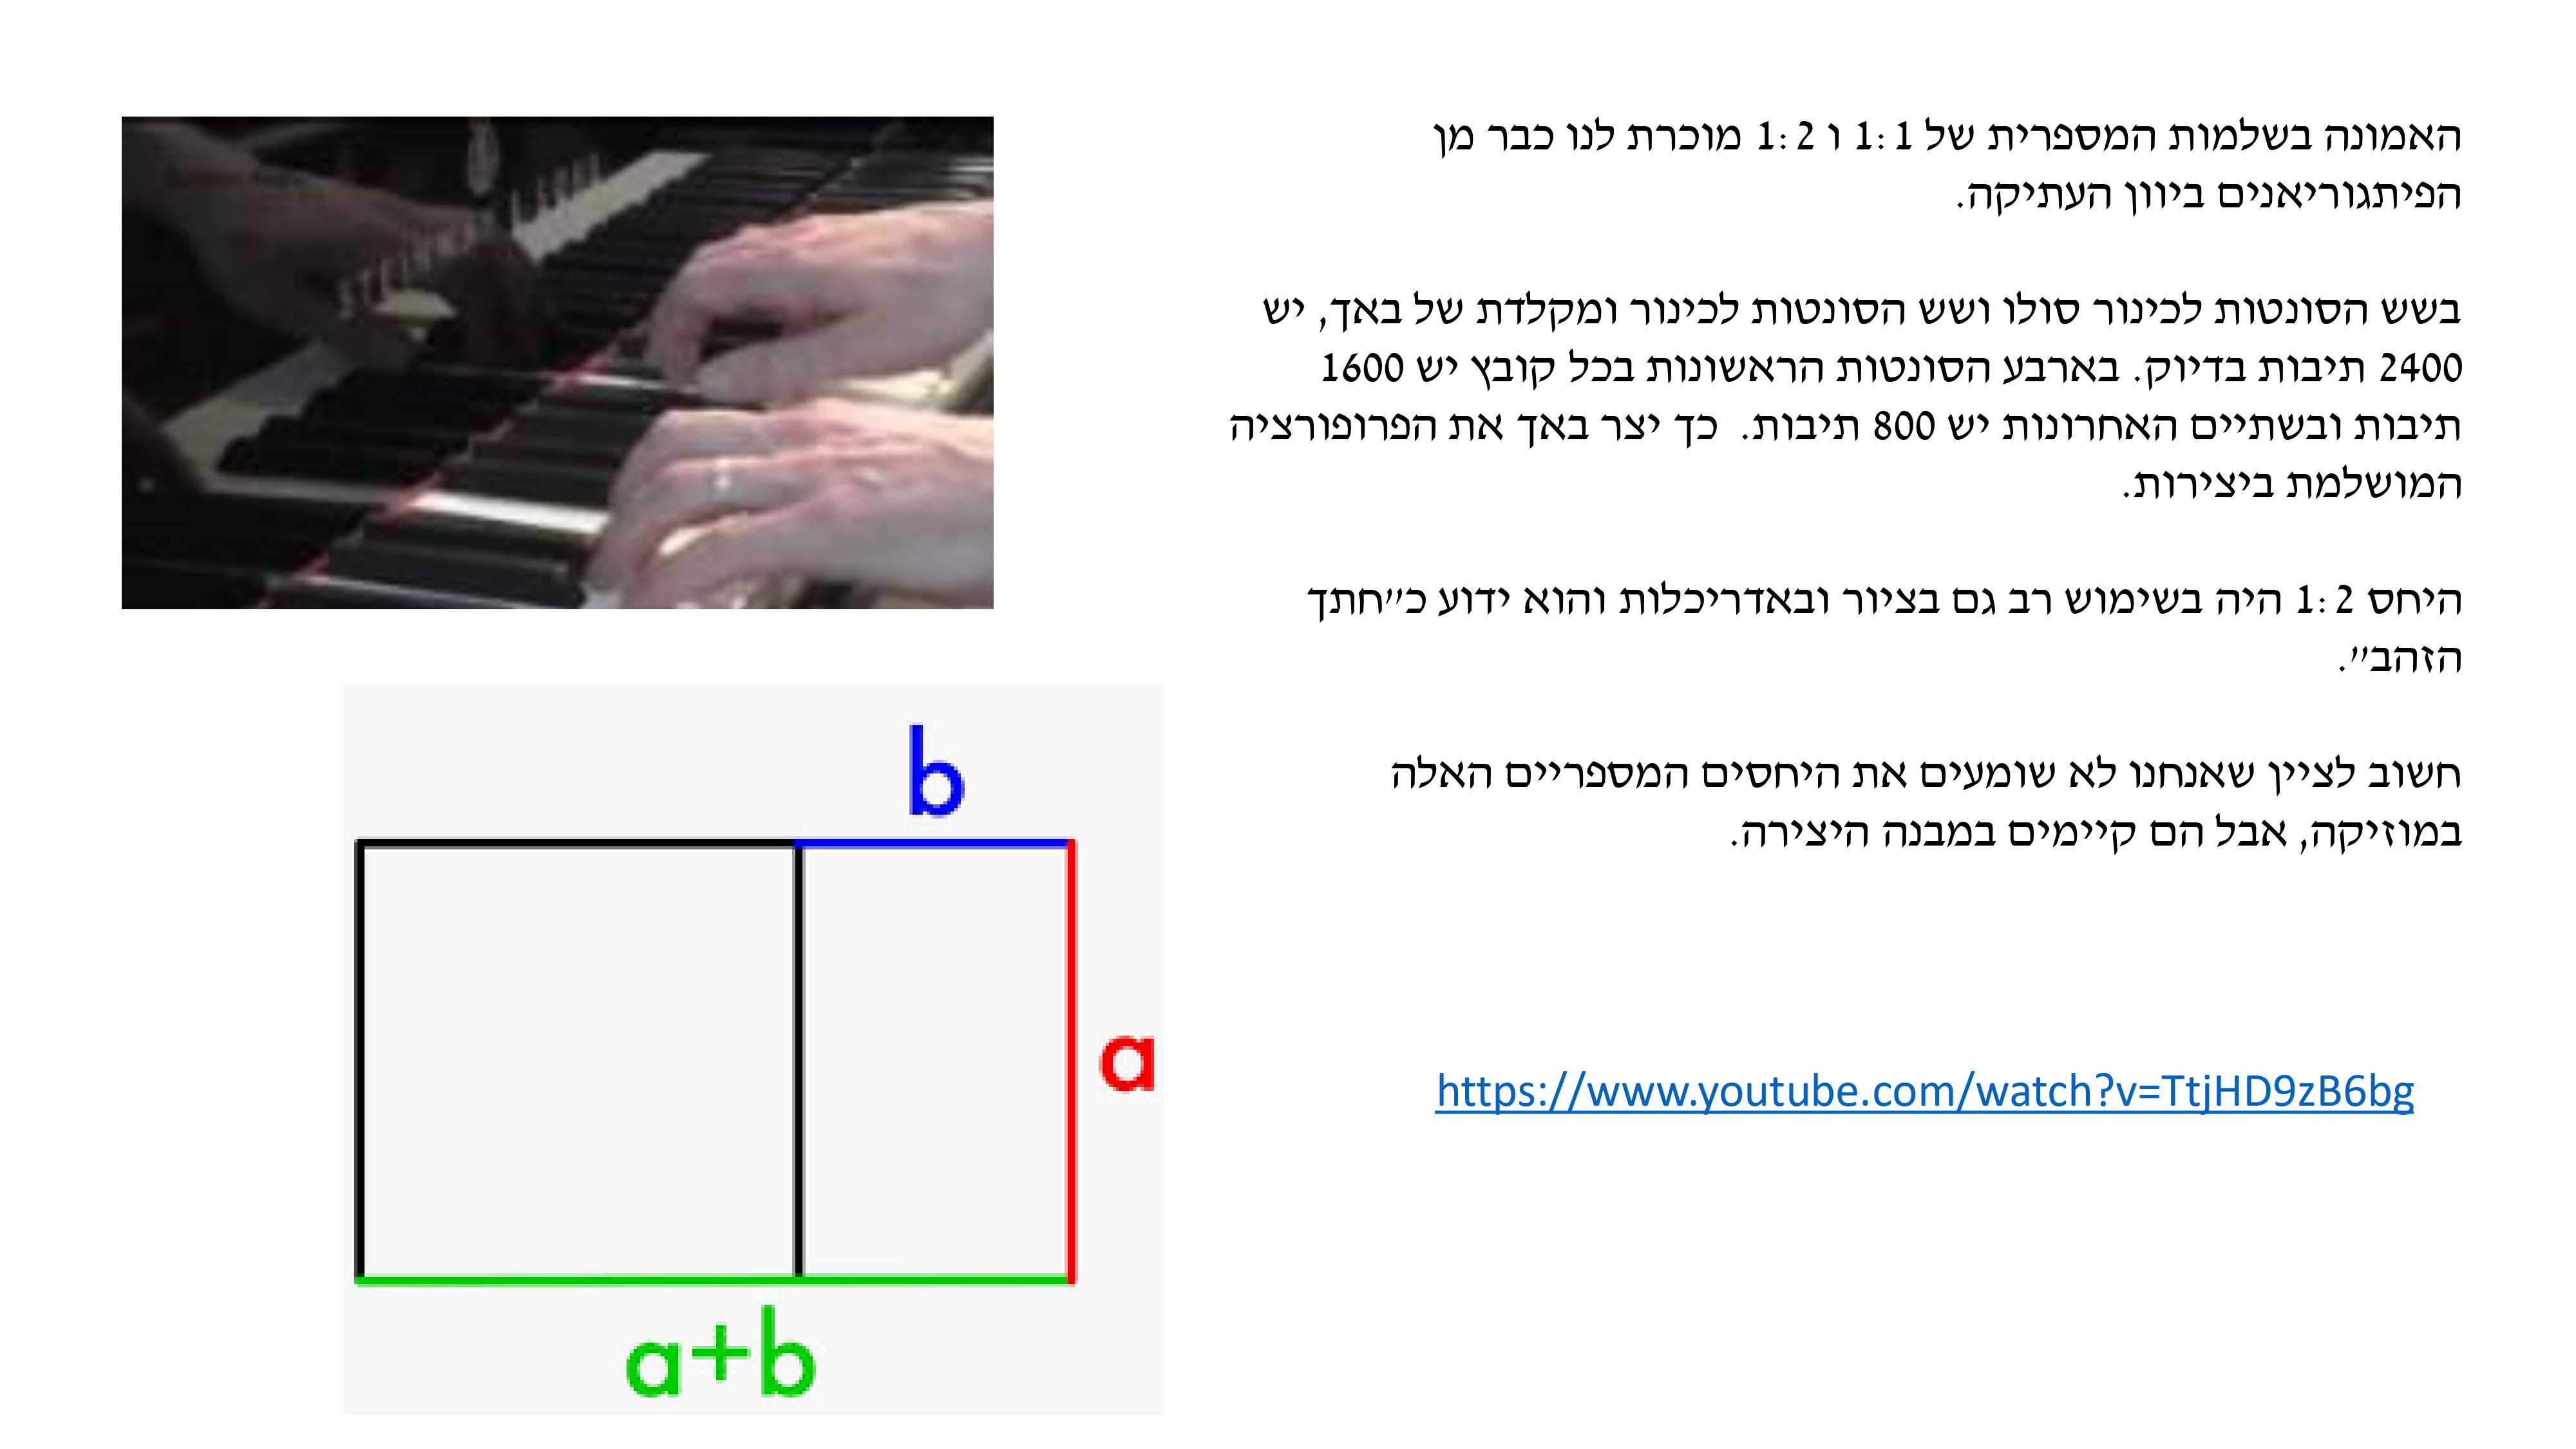 האמונה בשלמות המספרית של 1:1 ו 1:2 מוכרת לנו כבר מן
הפיתגוריאנים ביוון העתיקה.
בשש הסונטות לכינור סולו ושש הסונטות לכינור ומקלדת של באך, יש
2400 תיבות בדיוק. בארבע הסונטות הראשונות בכל קובץ יש 1600
תיבות ובשתיים האחרונות יש 800 תיבות. כך יצר באך את הפרופורציה
המושלמת ביצירות.
היחס 1:2 היה בשימוש רב גם בציור ובאדריכלות והוא ידוע כ״חתך
הזהב״.
חשוב לציין שאנחנו לא שומעים את היחסים המספריים האלה
במוזיקה, אבל הם קיימים במבנה היצירה.
https://www.youtube.com/watch?v=TtjHD9zB6bg
b
a
a+b